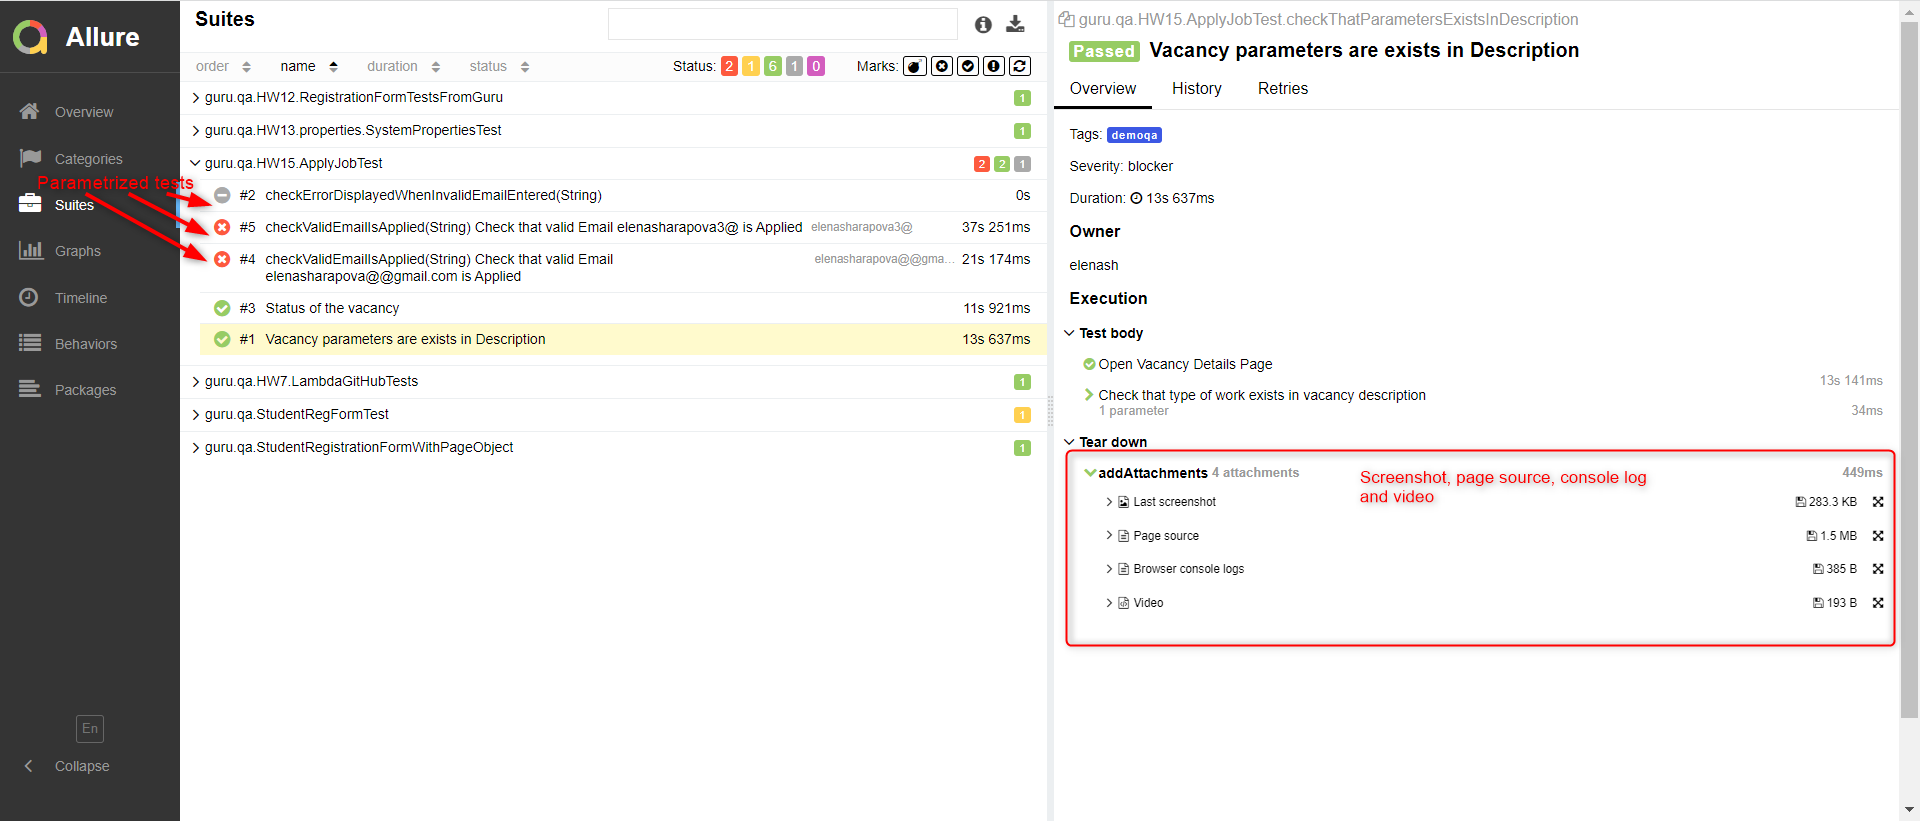 Allure
Overview
Categories
Parametrized tests
Suites
Graphs
Timeline
Behaviors
Packages
En
Collapse
Suites
order name duration status
Status: 2 1 6 1 0 Marks:
guru.qa.HW12.RegistrationFormTestsFromGuru 1
guru.qa.HW13.properties.SystemPropertiesTest 1
guru.qa.HW15.ApplyJobTest 2 2 1
#2 checkErrorDisplayedWhenInvalidEmailEntered(String) 0s
#5 checkValidEmailIsApplied(String) Check that valid Email elenasharapova3@ is Applied elenasharapova3@ 37s 251ms
#4 checkValidEmailIsApplied(String) Check that valid Email elenasharapova@@gma... 21s 174ms
elenasharapova@@gmail.com is Applied
#3 Status of the vacancy 11s 921ms
#1 Vacancy parameters are exists in Description 13s 637ms
guru.qa.HW7.LambdaGitHubTests 1
guru.qa.StudentRegFormTest 1
guru.qa.StudentRegistrationFormWithPageObject 1
guru.qa.HW15.ApplyJobTest.checkThatParametersExistsInDescription
Passed Vacancy parameters are exists in Description
Overview History Retries
Tags: demoqa
Severity: blocker
Duration: 13s 637ms
Owner
elenash
Execution
Test body
Open Vacancy Details Page
13s 141ms
Check that type of work exists in vacancy description
1 parameter 34ms
Tear down
addAttachments 4 attachments 449ms
Screenshot, page source, console log
and video
Last screenshot 283.3 KB
Page source 1.5 MB
Browser console logs 385 B
Video 193 B